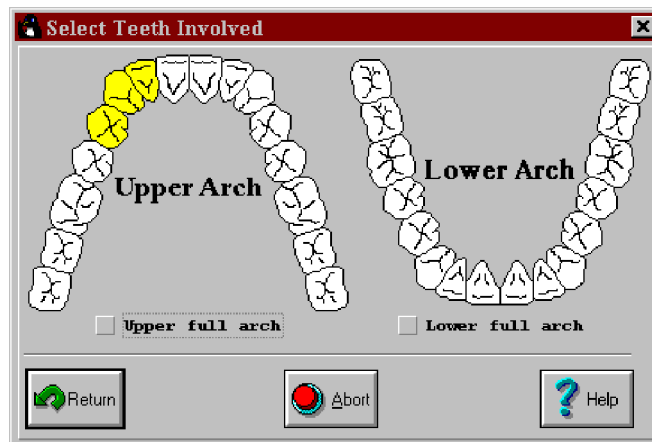 Select Teeth Involved
Upper Arch
Lower Arch
Upper full arch
Lower full arch
Return
Abort
Help